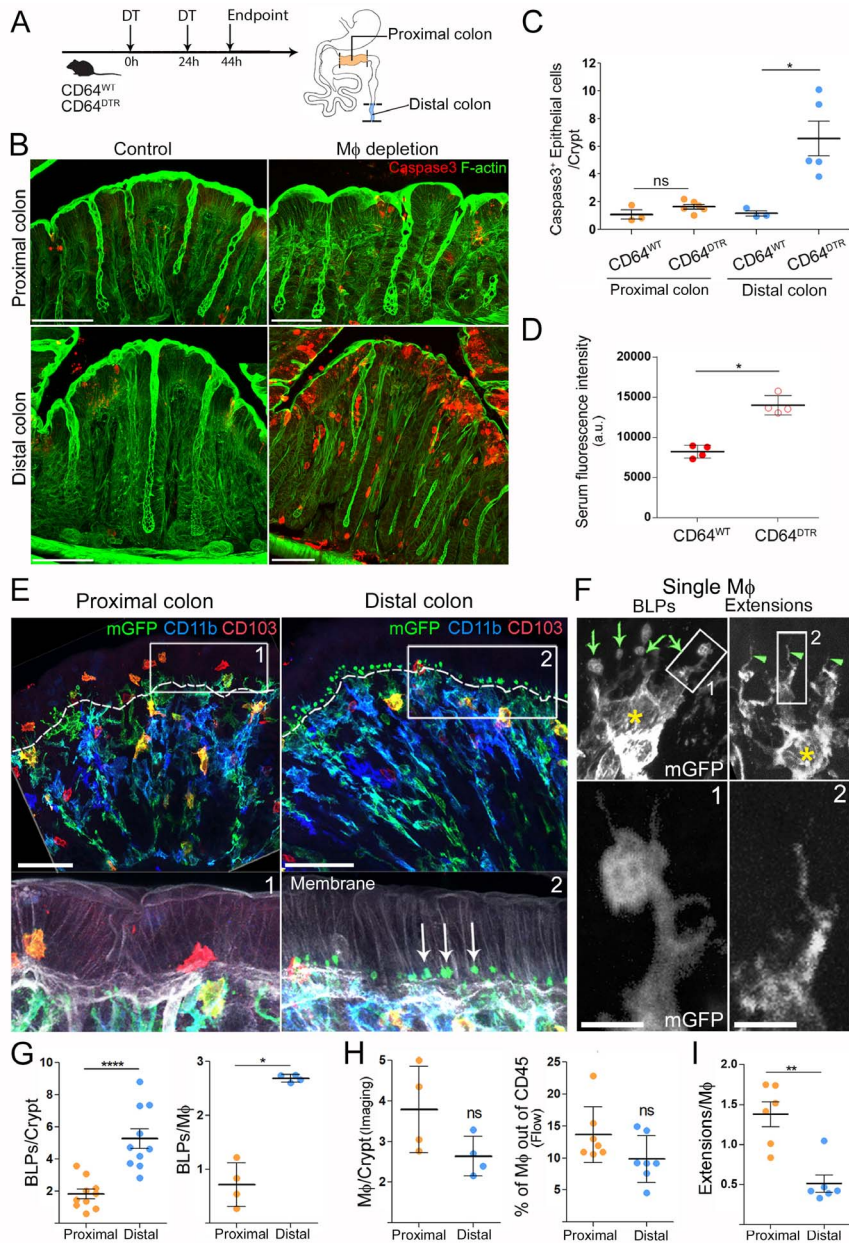 A
DT DT Endpoint
0h 24h 44h
CD64WT
CD64DTR
Proximal colon
Distal colon
B
Control Mϕ depletion
Caspase3 F-actin
Proximal colon
Distal colon
C
Caspase3+ Epithelial cells
/Crypt
12
10
8
6
4
2
0
ns
*
CD64WT CD64DTR CD64WT CD64DTR
Proximal colon Distal colon
D
Serum fluorescence intensity
(a.u.)
20000
15000
10000
5000
0
*
CD64WT CD64DTR
E
Proximal colon Distal colon
mGFP CD11b CD103 mGFP CD11b CD103
1 2
1 Membrane 2
F
Single Mϕ
BLPs Extensions
1 2
* *
mGFP
1 2
mGFP
G
BLPs/Crypt
10
8
6
4
2
****
Proximal Distal
BLPs/Mϕ
3
2
1
0
*
Proximal Distal
H
Mϕ/Crypt (Imaging)
5
4
3
2
1
0
ns
Proximal Distal
% of Mϕ out of CD45
(Flow)
25
20
15
10
5
ns
Proximal Distal
I
Extensions/Mϕ
2.0
1.5
1.0
0.5
**
Proximal Distal